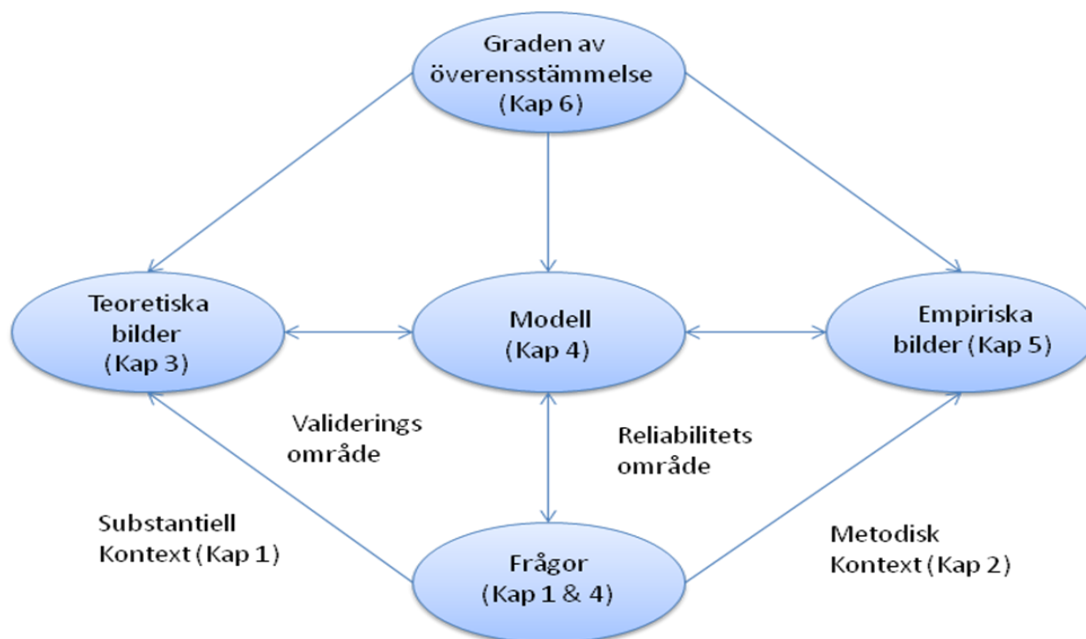 Graden av
överensstämmelse
(Kap 6)
Teoretiska
bilder
(Kap 3)
Modell
(Kap 4)
Empiriska
bilder (Kap 5)
Validerings
område
Reliabilitets
område
Substantiell
Kontext (Kap 1)
Metodisk
Kontext (Kap 2)
Frågor
(Kap 1 & 4)